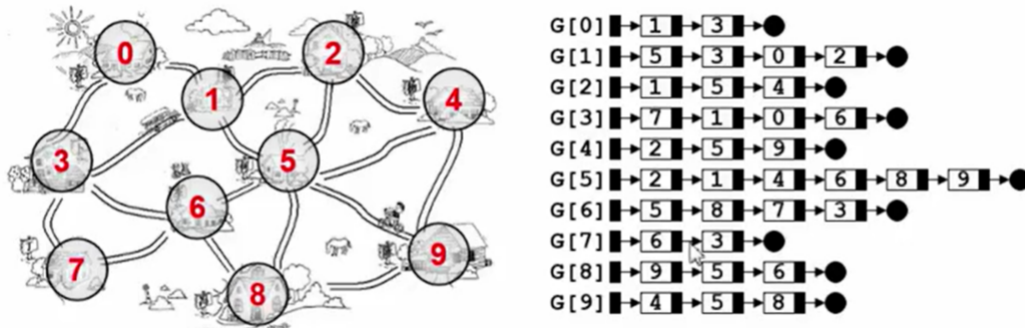 0
2
1
4
3
5
6
7
9
8
G[0] 1 3
G[1] 5 3 0 2
G[2] 1 5 4
G[3] 7 1 0 6
G[4] 2 5 9
G[5] 2 1 4 6 8 9
G[6] 5 8 7 3
G[7] 6 3
G[8] 9 5 6
G[9] 4 5 8